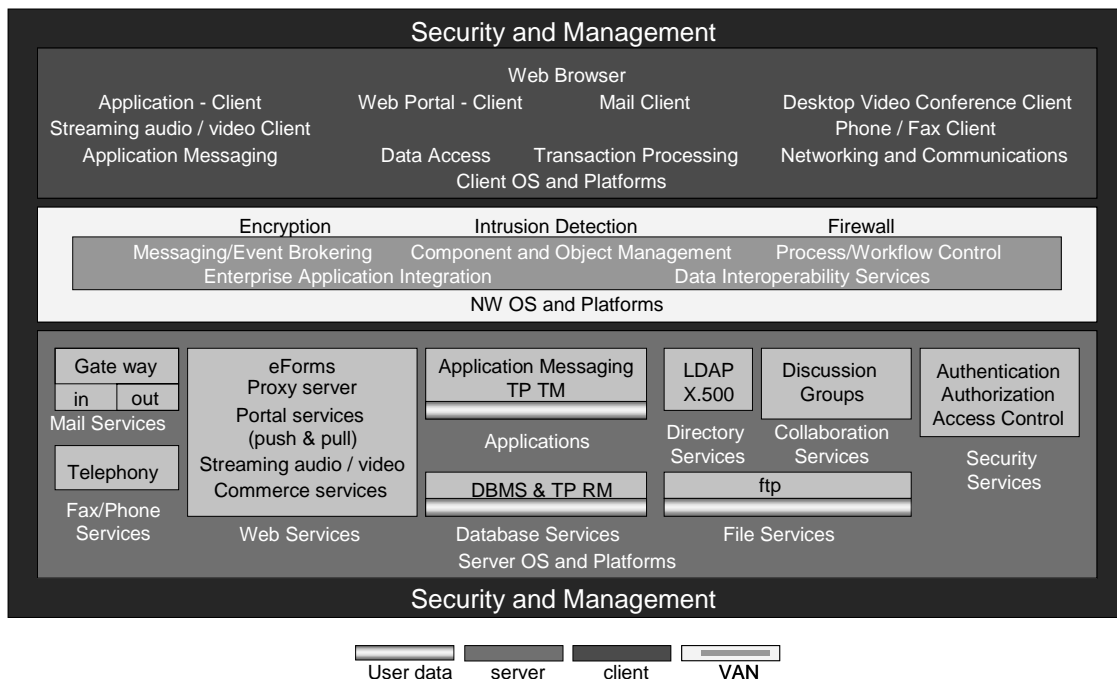 Security and Management
Web Browser
Application - Client Web Portal - Client Mail Client Desktop Video Conference Client
Streaming audio / video Client Phone / Fax Client
Application Messaging Data Access Transaction Processing Networking and Communications
Client OS and Platforms
Encryption Intrusion Detection Firewall
Messaging/Event Brokering Component and Object Management Process/Workflow Control
Enterprise Application Integration Data Interoperability Services
NW OS and Platforms
Gate way
in out
Mail Services
Telephony
Fax/Phone
Services
eForms
Proxy server
Portal services
(push & pull)
Streaming audio / video
Commerce services
Web Services
Application Messaging
TP TM
Applications
DBMS & TP RM
Database Services
LDAP
X.500
Directory
Services
Discussion
Groups
Collaboration
Services
ftp
File Services
Authentication
Authorization
Access Control
Security
Services
Server OS and Platforms
Security and Management
User data server client VAN